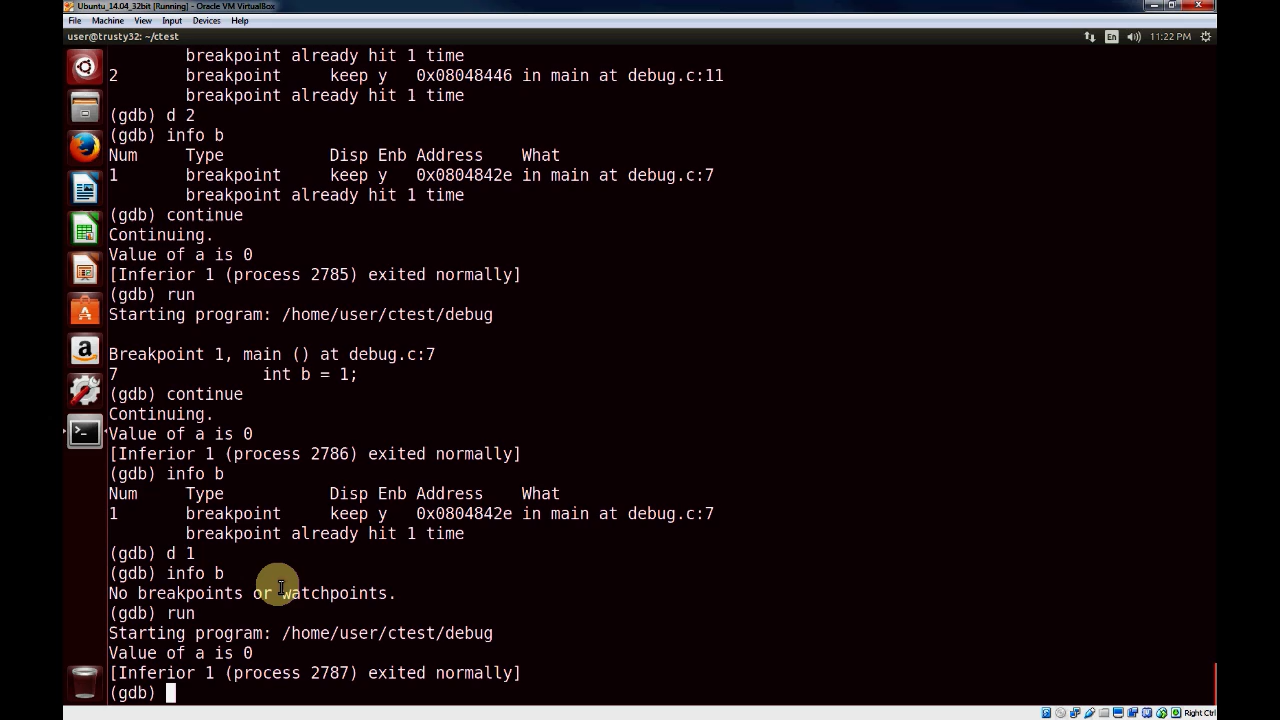 Ubuntu_14.04_32bit [Running] - Oracle VM VirtualBox
File Machine View Input Devices Help
user@trusty32: ~/ctest En 11:22 PM
breakpoint already hit 1 time
2 breakpoint keep y 0x08048446 in main at debug.c:11
breakpoint already hit 1 time
(gdb) d 2
(gdb) info b
Num Type Disp Enb Address What
1 breakpoint keep y 0x0804842e in main at debug.c:7
breakpoint already hit 1 time
(gdb) continue
Continuing.
Value of a is 0
[Inferior 1 (process 2785) exited normally]
(gdb) run
Starting program: /home/user/ctest/debug
Breakpoint 1, main () at debug.c:7
7 int b = 1;
(gdb) continue
Continuing.
Value of a is 0
[Inferior 1 (process 2786) exited normally]
(gdb) info b
Num Type Disp Enb Address What
1 breakpoint keep y 0x0804842e in main at debug.c:7
breakpoint already hit 1 time
(gdb) d 1
(gdb) info b
No breakpoints or watchpoints.
(gdb) run
Starting program: /home/user/ctest/debug
Value of a is 0
[Inferior 1 (process 2787) exited normally]
(gdb)
Right Ctrl